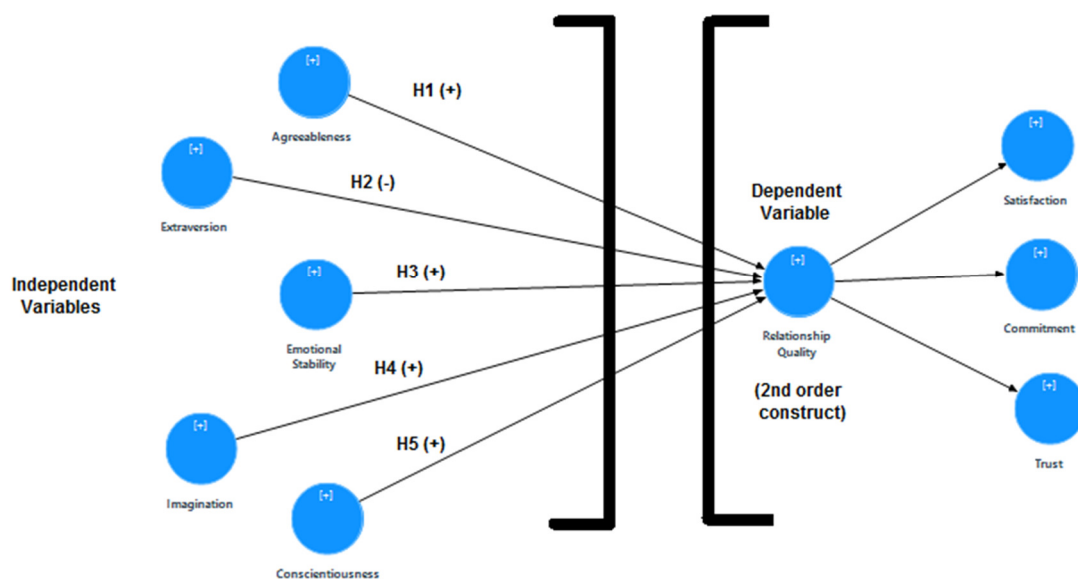 [+]
Agreeableness
H1 (+)
[+]
Extraversion
H2 (-)
Independent
Variables
[+]
Emotional
Stability
H3 (+)
[+]
Imagination
H4 (+)
[+]
Conscientiousness
H5 (+)
Dependent
Variable
[+]
Relationship
Quality
(2nd order
construct)
[+]
Satisfaction
[+]
Commitment
[+]
Trust